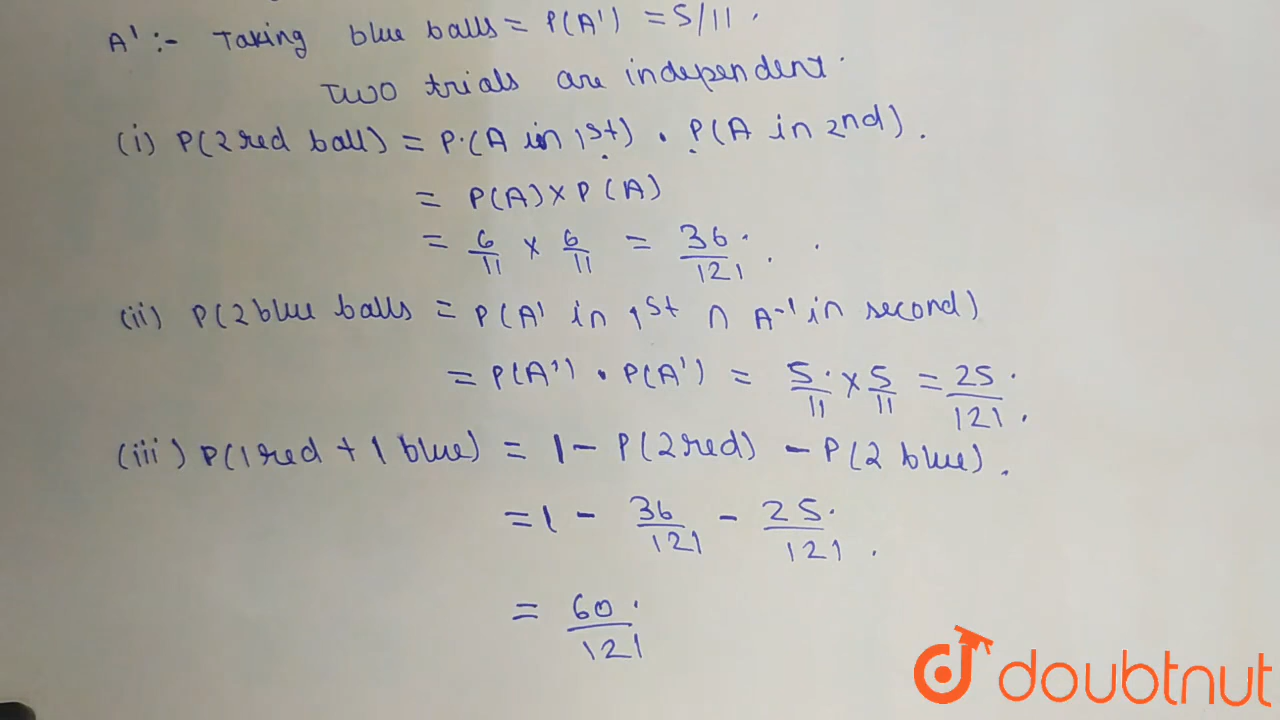 A' :- Taking blue balls = P(A') = 5/11 .
Two trials are independent.
(i) P(2 red ball) = P.(A in 1st) . P(A in 2nd) .
= P(A) x P(A)
= 6/11 x 6/11 = 36/121 .
(ii) P(2 blue balls = P(A' in 1st ∩ A-1 in second)
= P(A') . P(A') = 5/11 x 5/11 = 25/121 .
(iii) P(1 red + 1 blue) = 1 - P(2 red) - P(2 blue) .
= 1 - 36/121 - 25/121 .
= 60/121
doubtnut